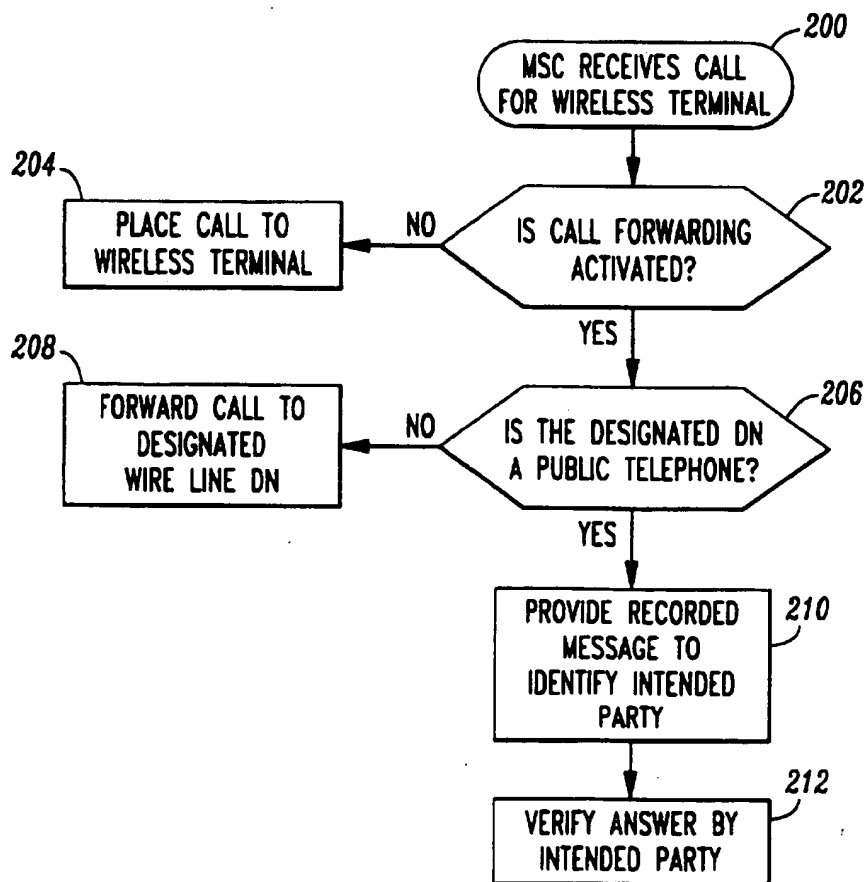 200
MSC RECEIVES CALL
FOR WIRELESS TERMINAL
204
202
PLACE CALL TO
WIRELESS TERMINAL
NO
IS CALL FORWARDING
ACTIVATED?
YES
208
206
FORWARD CALL TO
DESIGNATED
WIRE LINE DN
NO
IS THE DESIGNATED DN
A PUBLIC TELEPHONE?
YES
210
PROVIDE RECORDED
MESSAGE TO
IDENTIFY INTENDED
PARTY
212
VERIFY ANSWER BY
INTENDED PARTY